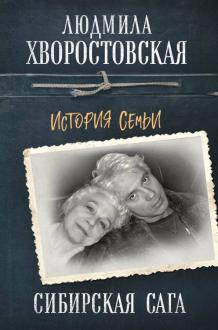 ЛЮДМИЛА
ХВОРОСТОВСКАЯ
ИСТОРИЯ СЕМЬИ
СИБИРСКАЯ САГА